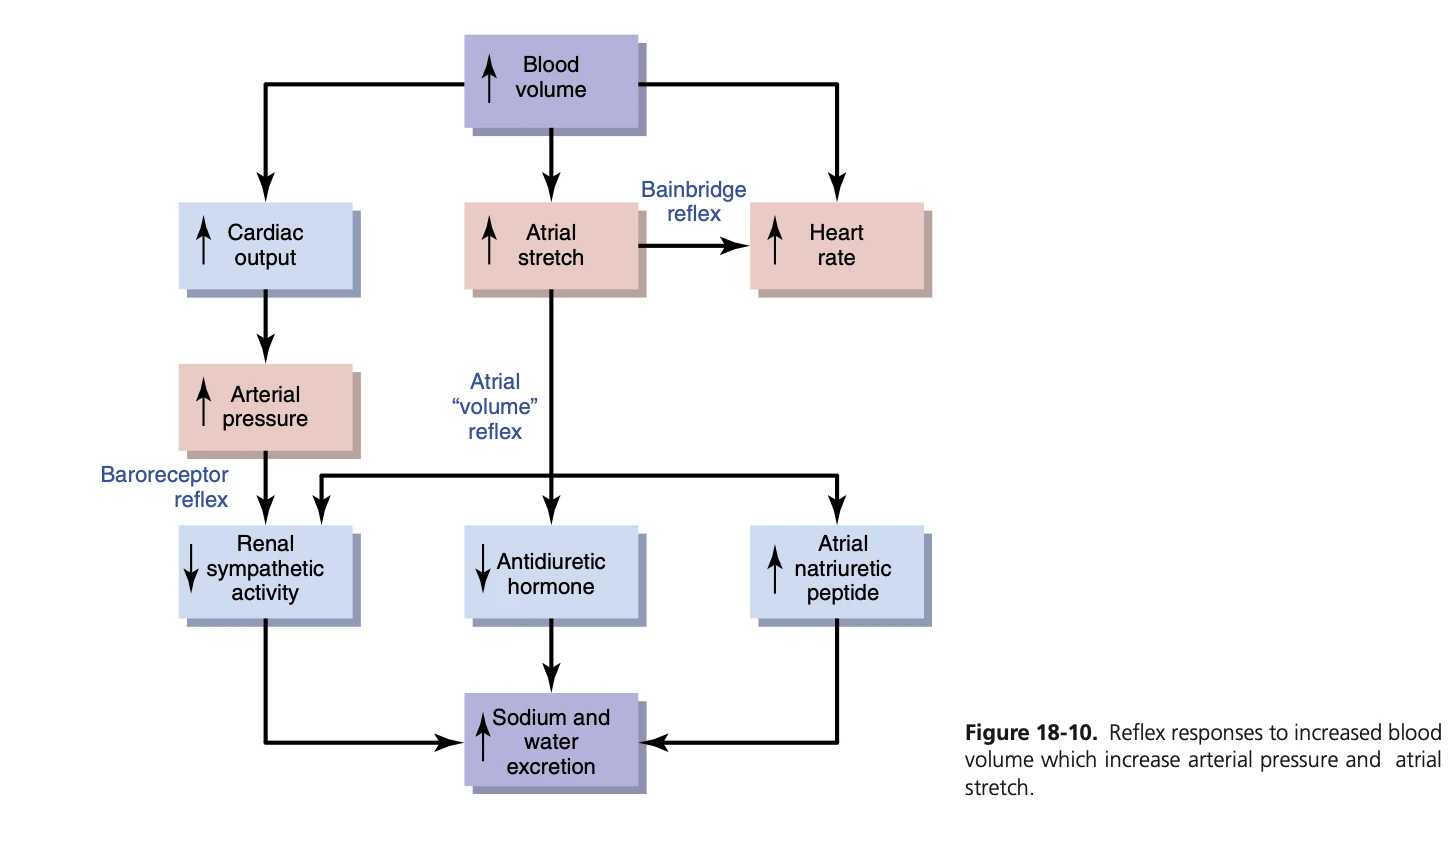 Blood
volume
Bainbridge
reflex
Cardiac
output
Atrial
stretch
Heart
rate
Arterial
pressure
Atrial
“volume”
reflex
Baroreceptor
reflex
Renal
sympathetic
activity
Antidiuretic
hormone
Atrial
natriuretic
peptide
Sodium and
water
excretion
Figure 18-10. Reflex responses to increased blood
volume which increase arterial pressure and atrial
stretch.